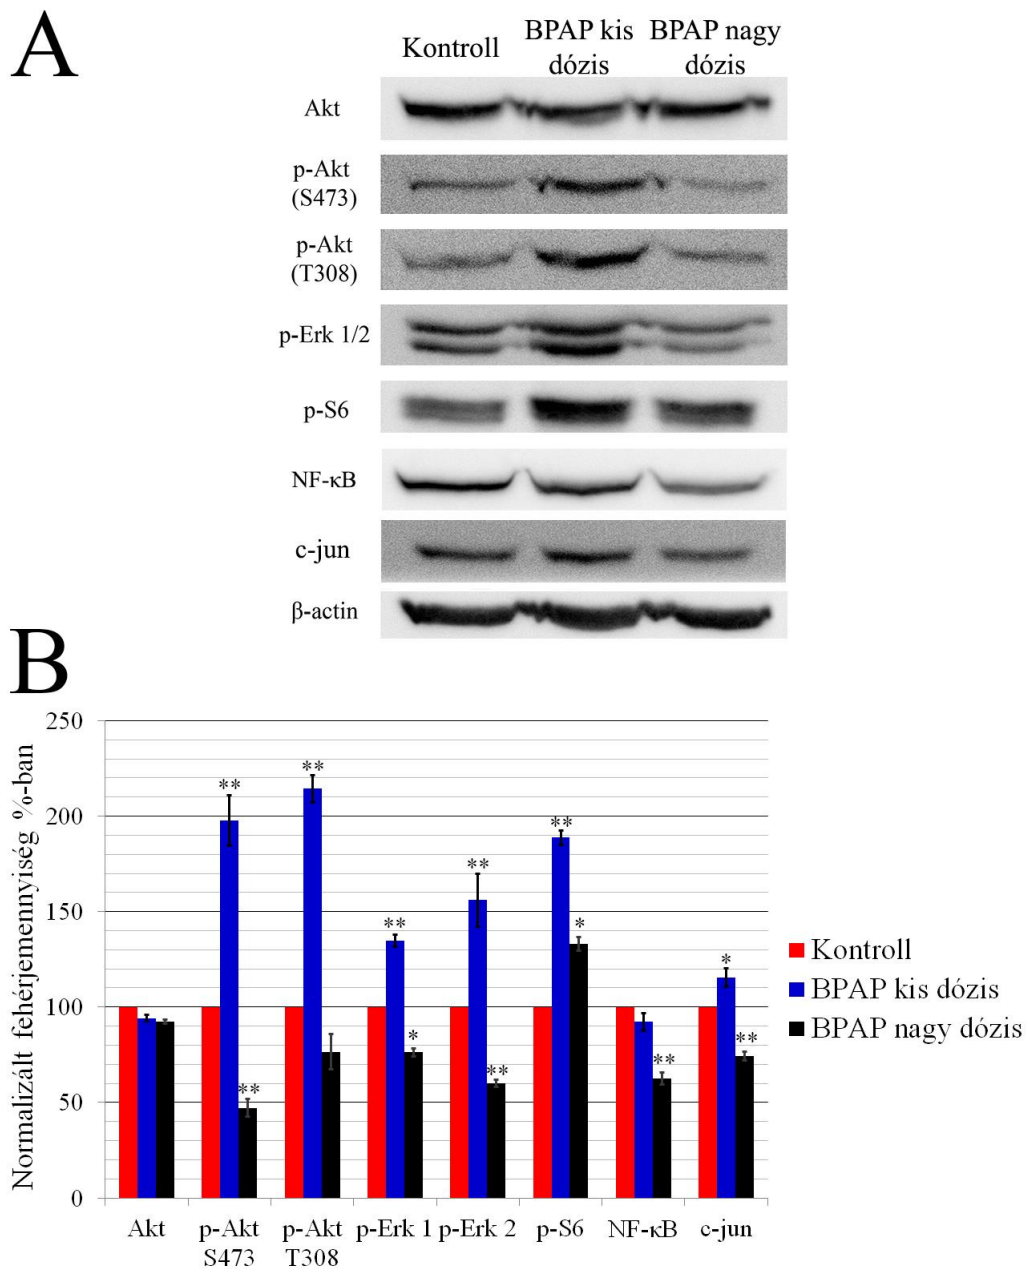 A
Kontroll
BPAP kis
dózis
BPAP nagy
dózis
Akt
p-Akt
(S473)
p-Akt
(T308)
p-Erk 1/2
p-S6
NF-κB
c-jun
β-actin
B
Normalizált fehérjemennyiség %-ban
250
200
150
100
50
0
**
**
**
**
*
**
**
**
*
**
*
**
Akt
p-Akt
S473
p-Akt
T308
p-Erk 1
p-Erk 2
p-S6
NF-κB
c-jun
Kontroll
BPAP kis dózis
BPAP nagy dózis